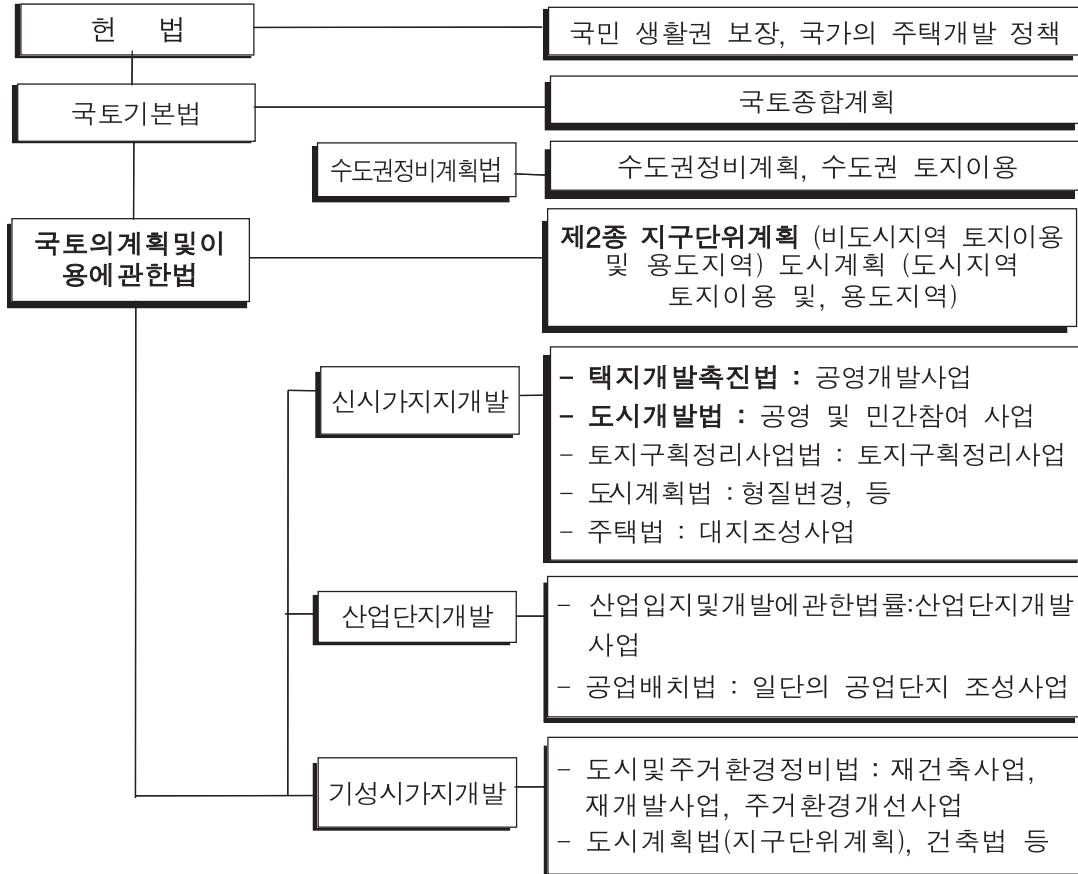 헌 법
국민 생활권 보장, 국가의 주택개발 정책
국토기본법
국토종합계획
수도권정비계획법
수도권정비계획, 수도권 토지이용
국토의계획및이
용에관한법
제2종 지구단위계획 (비도시지역 토지이용
및 용도지역) 도시계획 (도시지역
토지이용 및, 용도지역)
신시가지지개발
– 택지개발촉진법 : 공영개발사업
– 도시개발법 : 공영 및 민간참여 사업
– 토지구획정리사업법 : 토지구획정리사업
– 도시계획법 : 형질변경, 등
– 주택법 : 대지조성사업
산업단지개발
– 산업입지및개발에관한법률:산업단지개발
사업
– 공업배치법 : 일단의 공업단지 조성사업
기성시가지개발
– 도시및주거환경정비법 : 재건축사업,
재개발사업, 주거환경개선사업
– 도시계획법(지구단위계획), 건축법 등